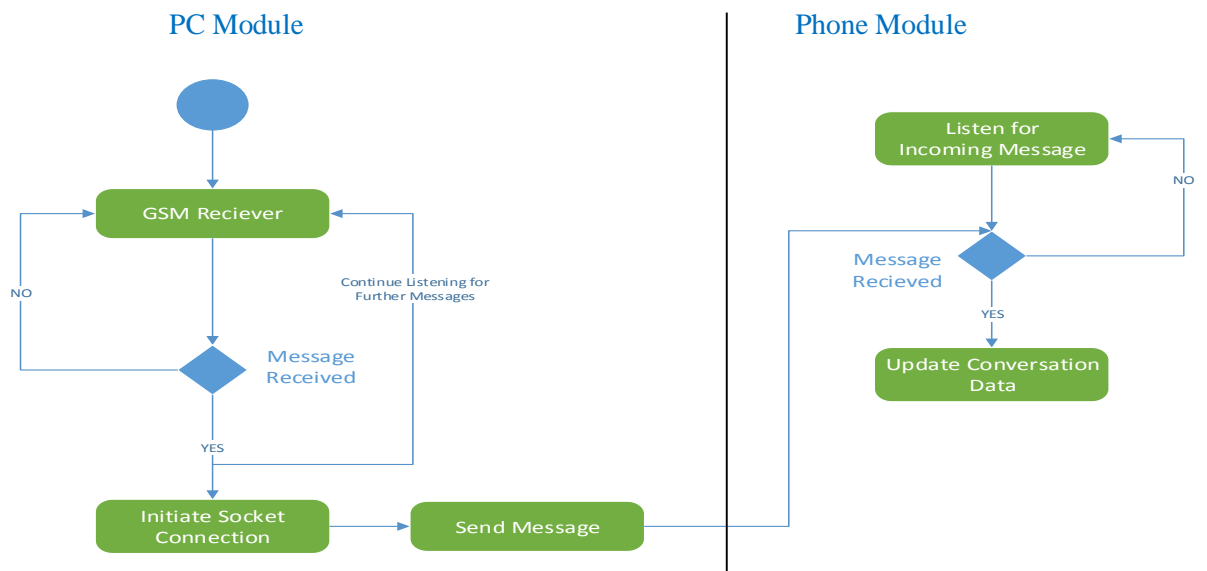 PC Module
Phone Module
Listen for
Incoming Message
NO
GSM Reciever
Continue Listening for
Further Messages
NO
Message
Recieved
YES
Message
Received
Update Conversation
Data
YES
Initiate Socket
Connection
Send Message